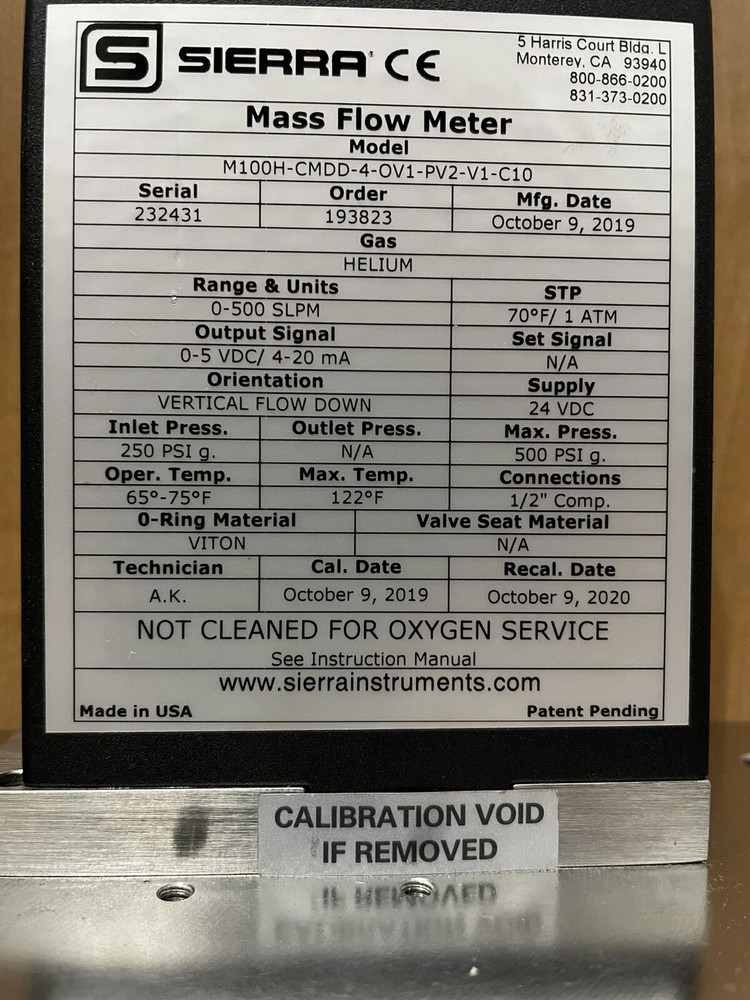 S SIERRA CE
5 Harris Court Bldg. L
Monterey, CA 93940
800-866-0200
831-373-0200
Mass Flow Meter
Model
M100H-CMDD-4-OV1-PV2-V1-C10
Serial Order Mfg. Date
232431 193823 October 9, 2019
Gas
HELIUM
Range & Units STP
0-500 SLPM 70°F/ 1 ATM
Output Signal Set Signal
0-5 VDC/ 4-20 mA N/A
Orientation Supply
VERTICAL FLOW DOWN 24 VDC
Inlet Press. Outlet Press. Max. Press.
250 PSI g. N/A 500 PSI g.
Oper. Temp. Max. Temp. Connections
65°-75°F 122°F 1/2" Comp.
0-Ring Material Valve Seat Material
VITON N/A
Technician Cal. Date Recal. Date
A.K. October 9, 2019 October 9, 2020
NOT CLEANED FOR OXYGEN SERVICE
See Instruction Manual
www.sierrainstruments.com
Made in USA Patent Pending
CALIBRATION VOID
IF REMOVED